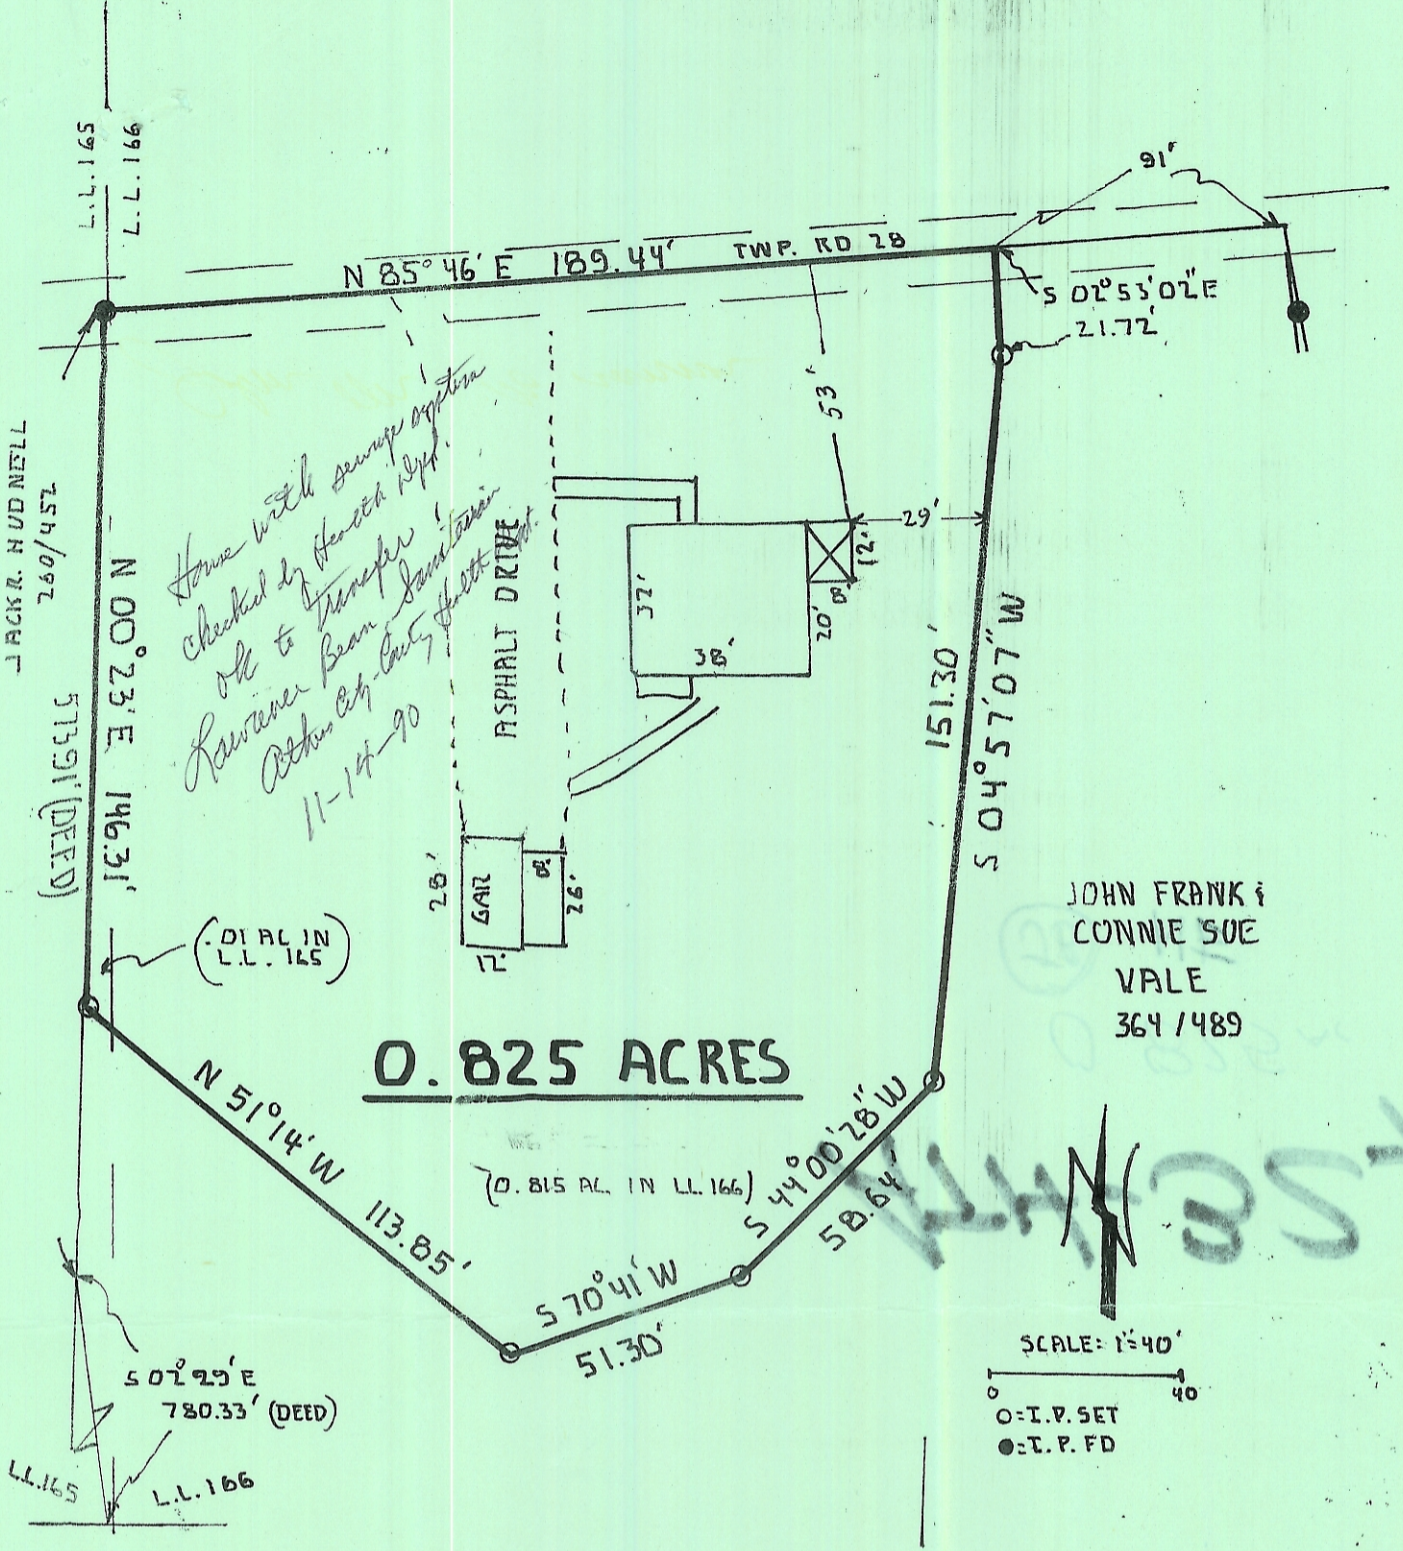 L.L. 165
L.L. 166
91'
N 85° 46' E 189.44' TWP. RD 28
S 02° 53' 02" E
21.72'
53'
JACK R. HUDNELL
260/452
573.91' (DEED)
N 00° 23' E 146.31'
House with sewage system
checked by Health Dept.
ok to Transfer!
Lawrence Bean Sanitarian
Athens City-County Health Dept.
11-14-90
ASPHALT DRIVE
29'
12'
8'
20'
32'
38'
151.30'
S 04° 57' 07" W
28'
GAR
8'
26'
12'
(.01 AC IN
L.L. 165)
JOHN FRANK &
CONNIE SUE
VALE
364 / 489
0.825 ACRES
N 51° 14' W 113.85'
(0.815 AC. IN LL. 166)
S 44° 00' 28" W
58.64'
S 70° 41' W
51.30'
N
SCALE: 1"=40'
0 40
O=I.P. SET
●=I.P. FD
S 02° 29' E
780.33' (DEED)
L.L. 165
L.L. 166